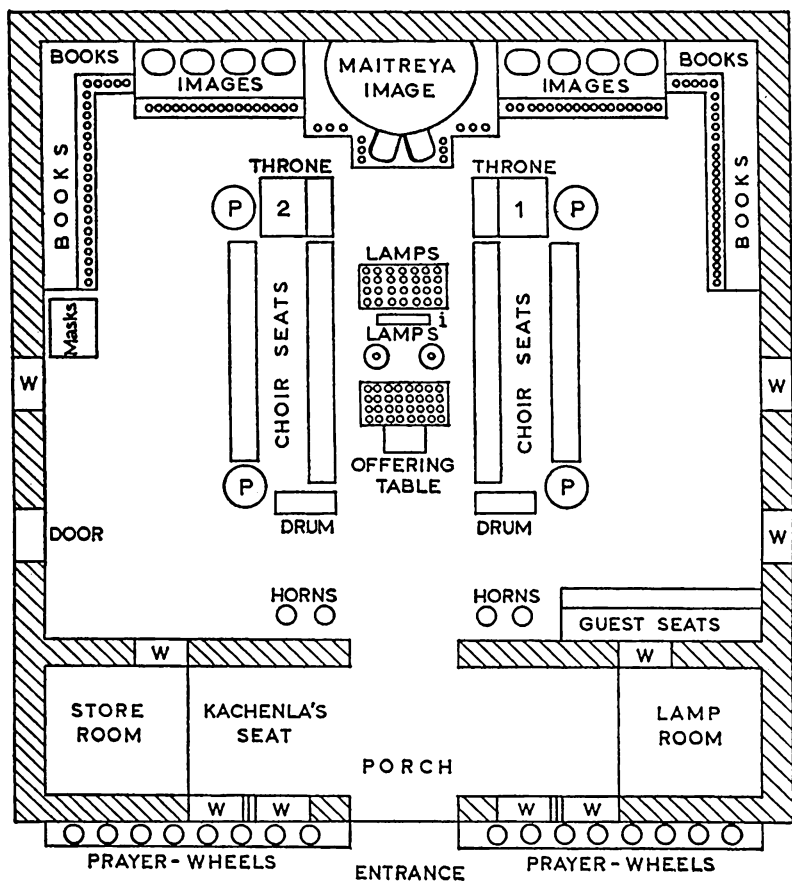 BOOKS
IMAGES
MAITREYA
IMAGE
IMAGES
BOOKS
BOOKS
BOOKS
THRONE
THRONE
P
2
1
P
LAMPS
i
LAMPS
Masks
CHOIR SEATS
CHOIR SEATS
W
W
OFFERING
TABLE
P
P
DRUM
DRUM
DOOR
W
HORNS
HORNS
GUEST SEATS
W
W
STORE
ROOM
KACHENLA'S
SEAT
LAMP
ROOM
PORCH
W
W
W
W
PRAYER-WHEELS
ENTRANCE
PRAYER-WHEELS